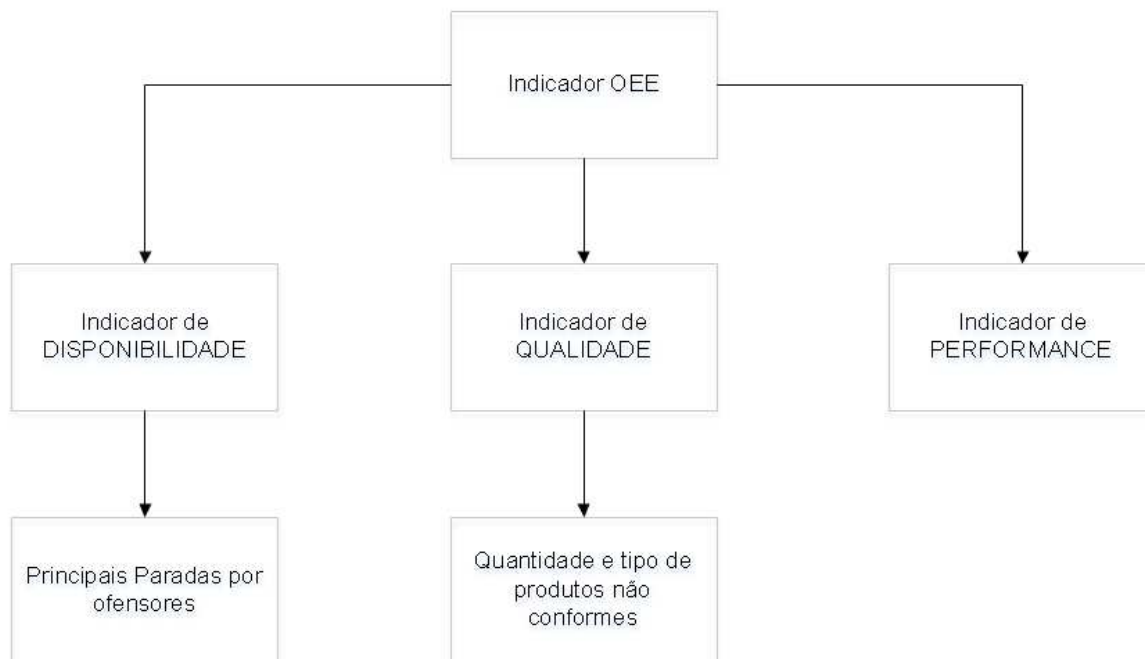 Indicador OEE
Indicador de
DISPONIBILIDADE
Indicador de
QUALIDADE
Indicador de
PERFORMANCE
Principais Paradas por
ofensores
Quantidade e tipo de
produtos não
conformes